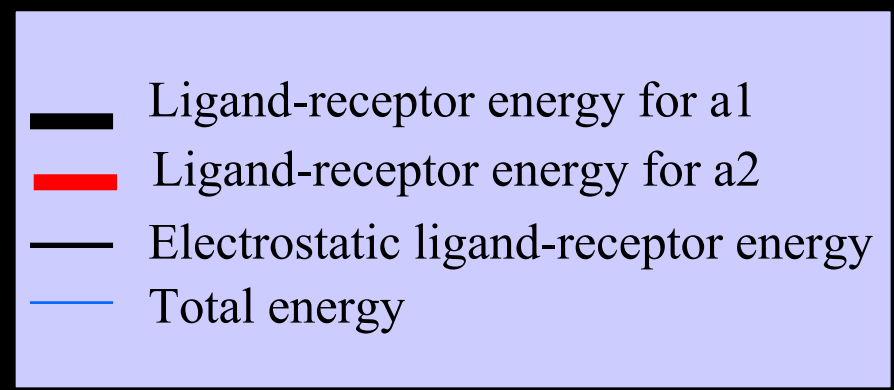 Ligand-receptor energy for a1
Ligand-receptor energy for a2
Electrostatic ligand-receptor energy
Total energy